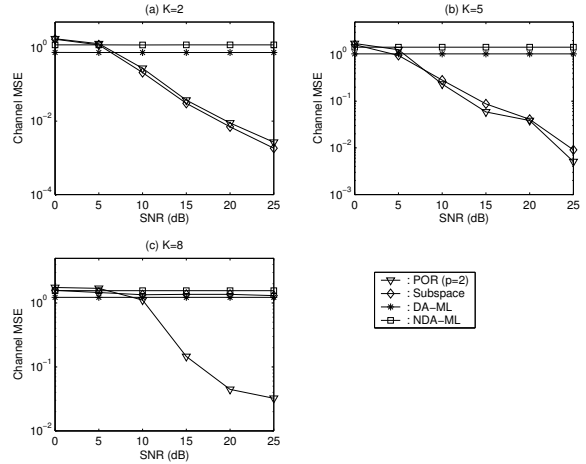 (a) K=2
10^0
10^−2
10^−4
Channel MSE
0 5 10 15 20 25
SNR (dB)
(b) K=5
10^0
10^−1
10^−2
10^−3
Channel MSE
0 5 10 15 20 25
SNR (dB)
(c) K=8
10^0
10^−1
10^−2
Channel MSE
0 5 10 15 20 25
SNR (dB)
: POR (p=2)
: Subspace
: DA−ML
: NDA−ML